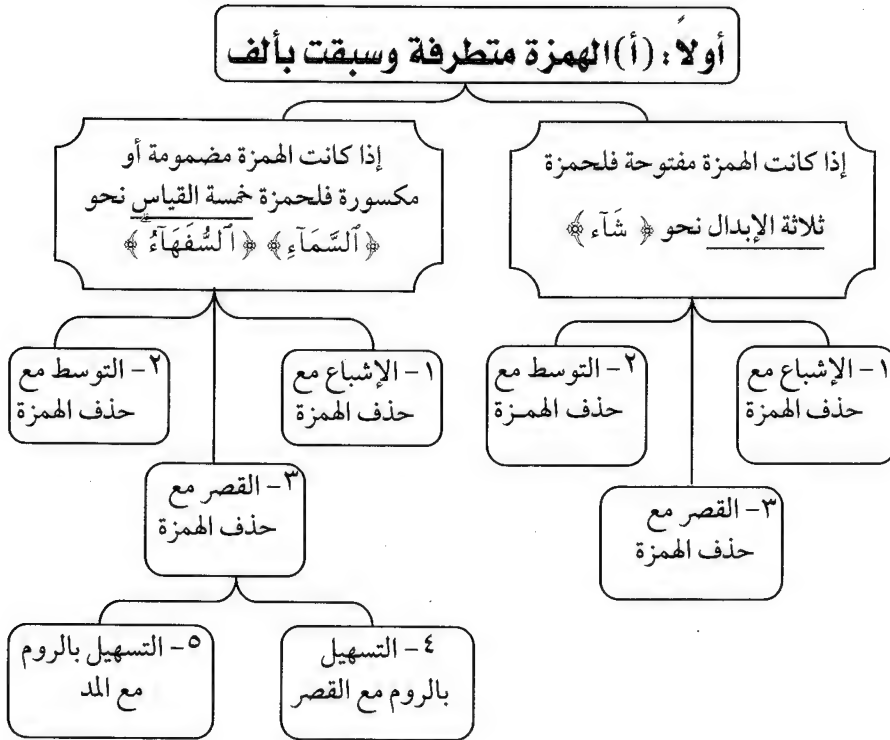 أولاً: (أ) الهمزة متطرفة وسبقت بألف
إذا كانت الهمزة مفتوحة فلحمزة
ثلاثة الإبدال نحو ﴿ شَآء ﴾
١- الإشباع مع
حذف الهمزة
٢- التوسط مع
حذف الهمـزة
٣- القصر مع
حذف الهمزة
إذا كانت الهمزة مضمومة أو
مكسورة فلحمزة خمسة القياس نحو
﴿ ٱلسَّمَآءِ ﴾ ﴿ ٱلسُّفَهَآءُۗ ﴾
١- الإشباع مع
حذف الهمزة
٢- التوسط مع
حذف الهمزة
٣- القصر مع
حذف الهمزة
٤- التسهيل
بالروم مع القصر
٥- التسهيل بالروم
مع المد